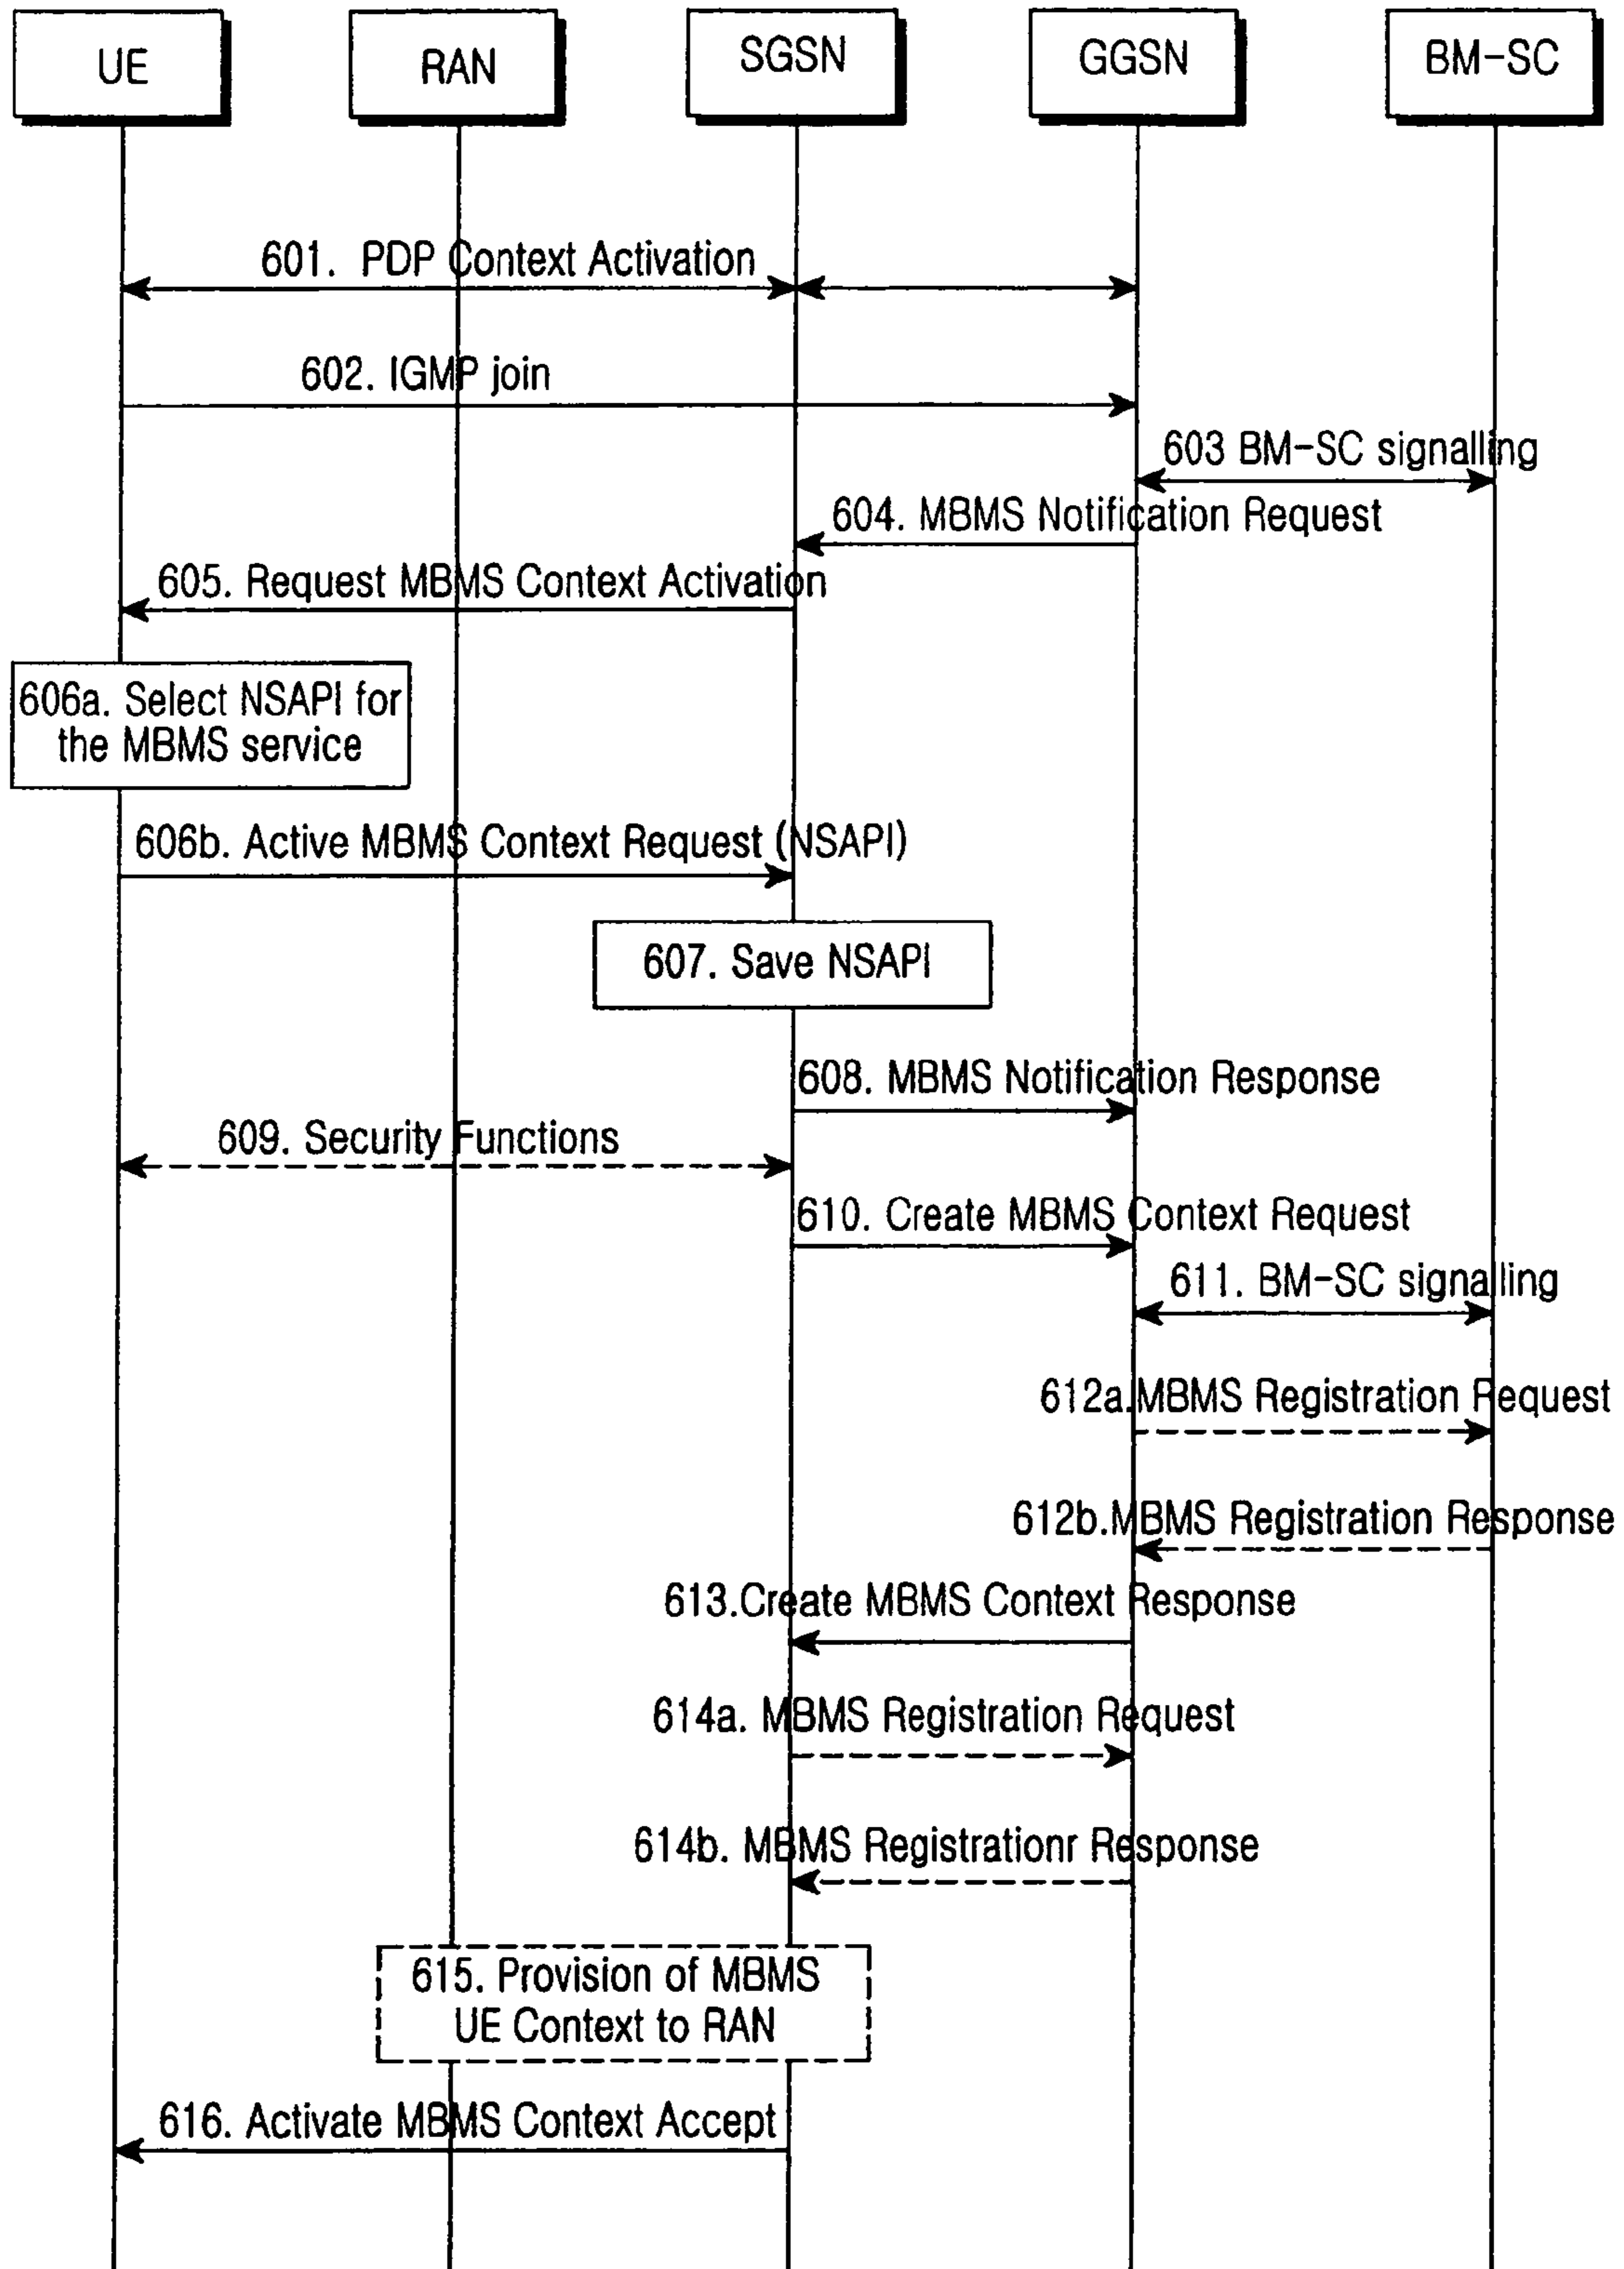 UE
RAN
SGSN
GGSN
BM-SC
601. PDP Context Activation
602. IGMP join
603 BM-SC signalling
604. MBMS Notification Request
605. Request MBMS Context Activation
606a. Select NSAPI for
the MBMS service
606b. Active MBMS Context Request (NSAPI)
607. Save NSAPI
608. MBMS Notification Response
609. Security Functions
610. Create MBMS Context Request
611. BM-SC signalling
612a.MBMS Registration Request
612b.MBMS Registration Response
613.Create MBMS Context Response
614a. MBMS Registration Request
614b. MBMS Registrationr Response
615. Provision of MBMS
UE Context to RAN
616. Activate MBMS Context Accept